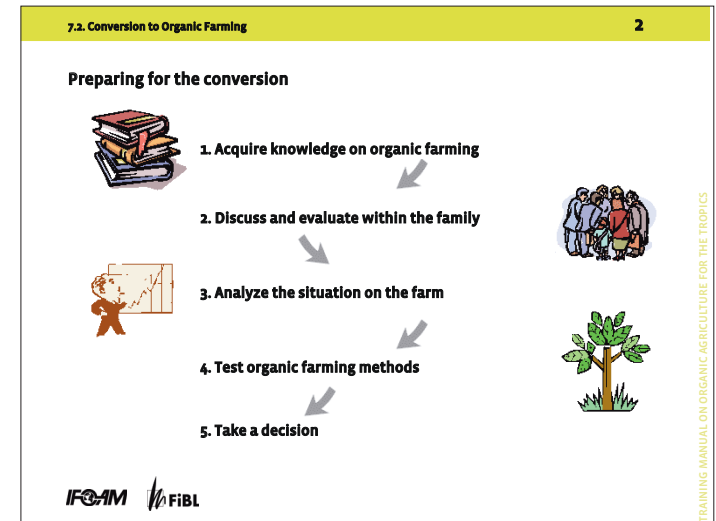 7.2. Conversion to Organic Farming 2
Preparing for the conversion
1. Acquire knowledge on organic farming
2. Discuss and evaluate within the family
3. Analyze the situation on the farm
4. Test organic farming methods
5. Take a decision
IFOAM FiBL
TRAINING MANUAL ON ORGANIC AGRICULTURE FOR THE TROPICS